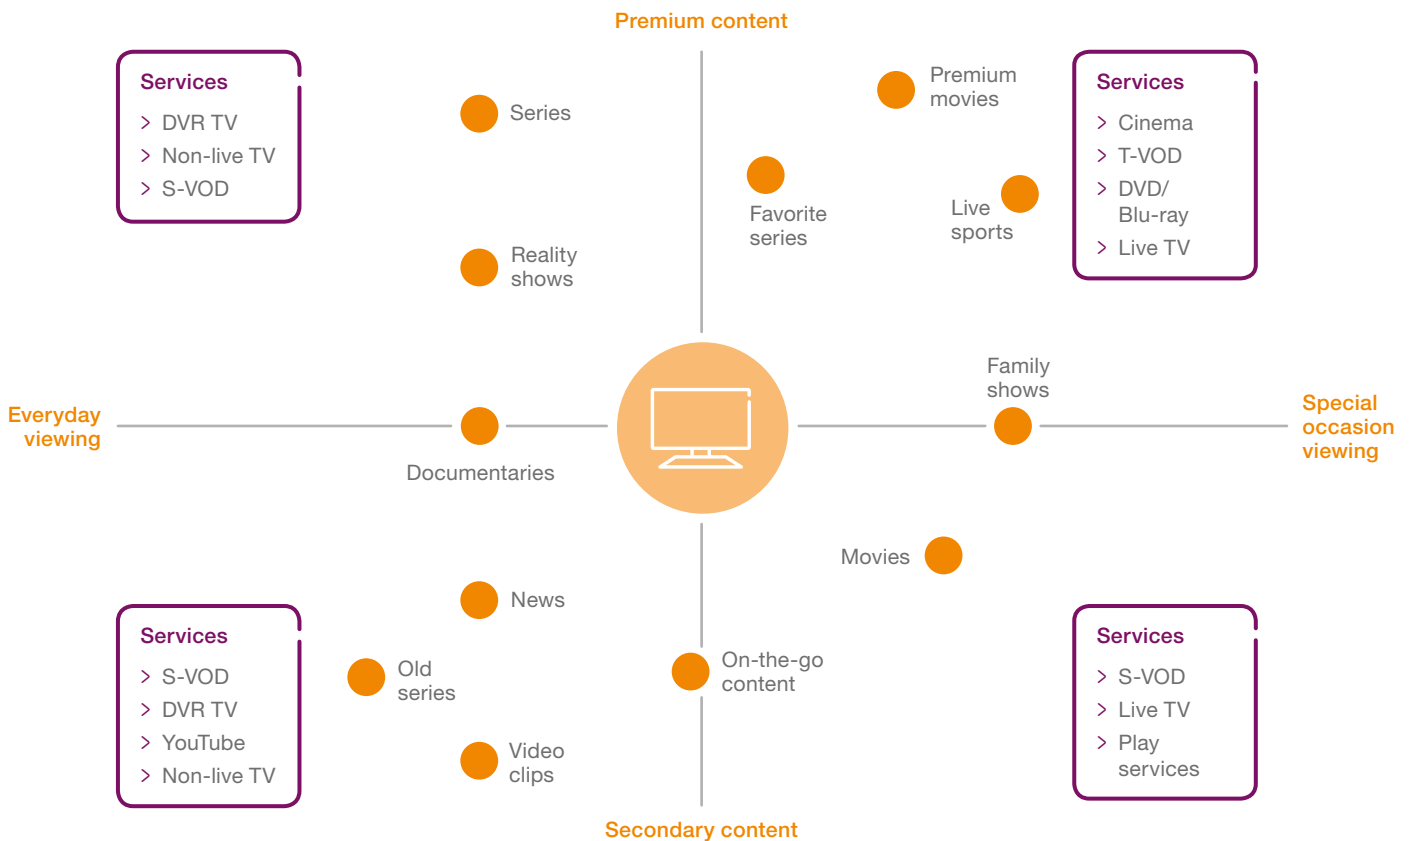 Premium content
Services
DVR TV
Non-live TV
S-VOD
Series
Reality
shows
Premium
movies
Favorite
series
Live
sports
Services
Cinema
T-VOD
DVD/
Blu-ray
Live TV
Everyday
viewing
Documentaries
Family
shows
Special
occasion
viewing
Movies
News
Old
series
Video
clips
On-the-go
content
Services
S-VOD
DVR TV
YouTube
Non-live TV
Services
S-VOD
Live TV
Play
services
Secondary content